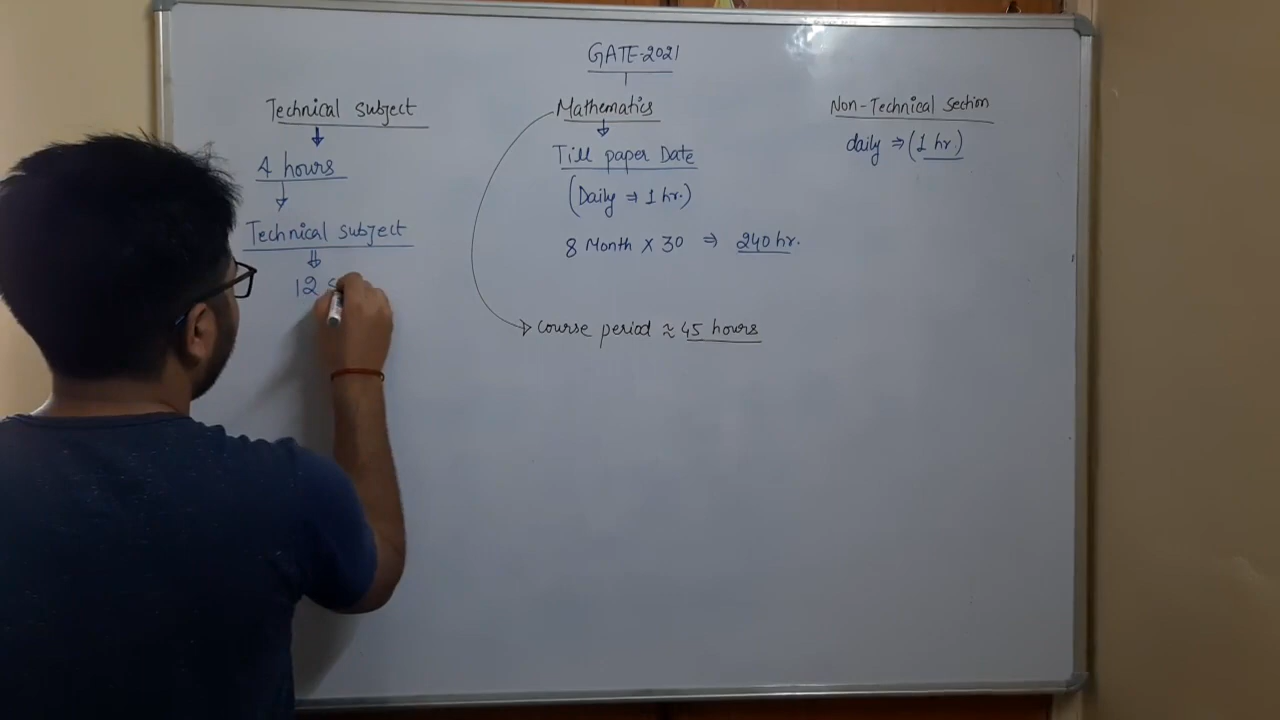 GATE-2021
Technical subject
4 hours
Technical subject
12 S
Mathematics
Till paper Date
(Daily ⇒ 1 hr.)
8 Month × 30 ⇒ 240 hr.
Course period ≈ 45 hours
Non-Technical Section
daily ⇒ (1 hr)